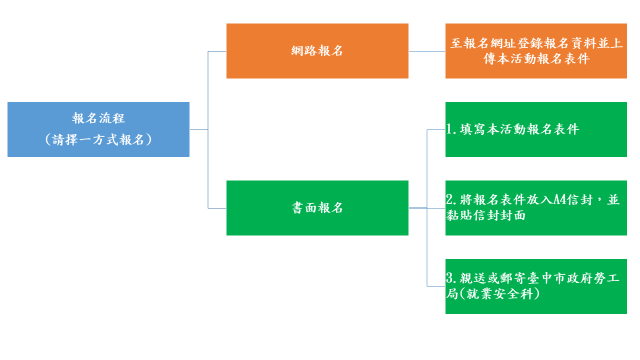 報名流程
(請擇一方式報名)
網路報名
至報名網址登錄報名資料並上
傳本活動報名表件
書面報名
1.填寫本活動報名表件
2.將報名表件放入A4信封，並
黏貼信封封面
3.親送或郵寄臺中市政府勞工
局(就業安全科)